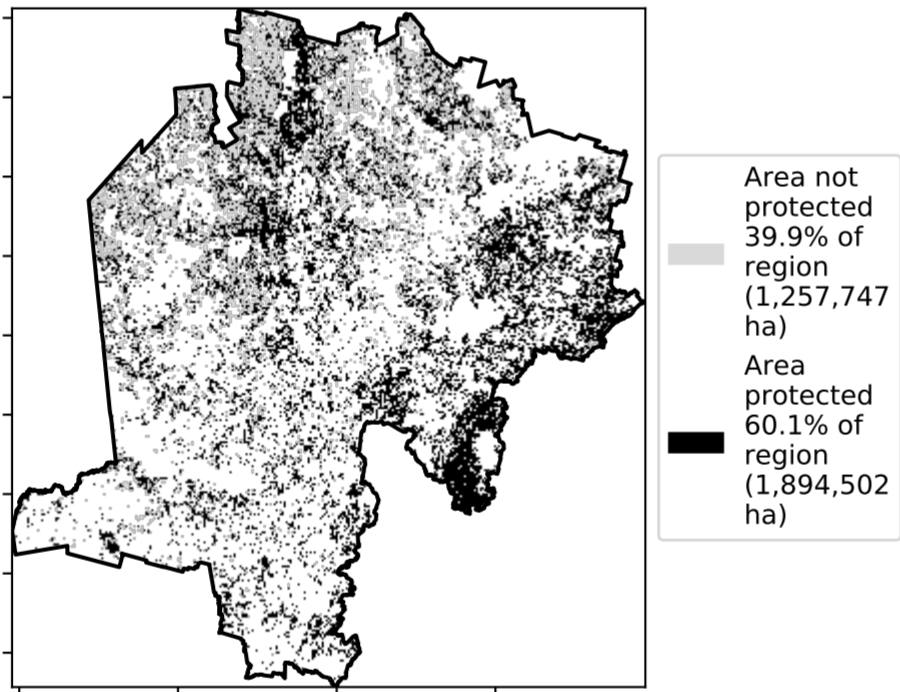 Area not
protected
39.9% of
region
(1,257,747
ha)
Area
protected
60.1% of
region
(1,894,502
ha)